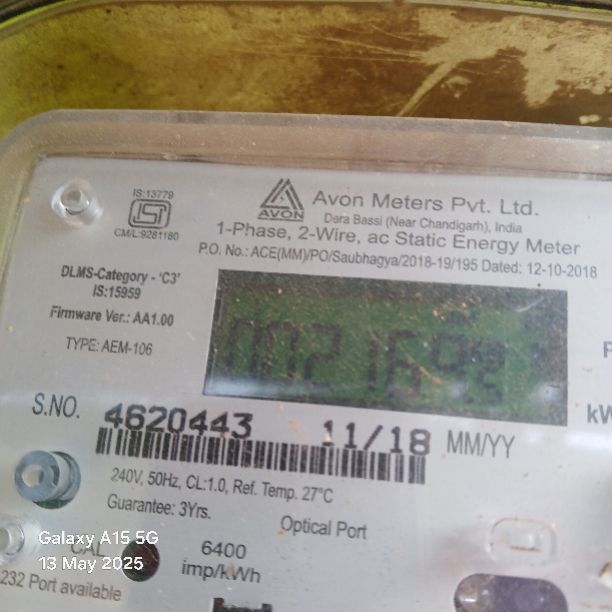 IS:13779
CM/L:9281180
AVON
Avon Meters Pvt. Ltd.
Dera Bassi (Near Chandigarh), India
1-Phase, 2-Wire, ac Static Energy Meter
P.O. No.: ACE(MM)/PO/Saubhagya/2018-19/195 Dated: 12-10-2018
DLMS-Category - 'C3'
IS:15959
Firmware Ver.: AA1.00
TYPE: AEM-106
S.NO. 4620443 11/18 MM/YY
240V, 50Hz, CL:1.0, Ref. Temp. 27°C
Guarantee: 3Yrs.
Optical Port
CAL
6400
imp/kWh
232 Port available
Galaxy A15 5G
13 May 2025